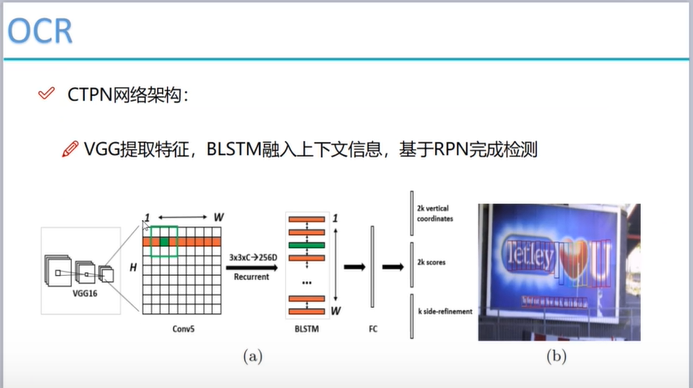 OCR
CTPN网络架构：
VGG提取特征，BLSTM融入上下文信息，基于RPN完成检测
1 W
H
VGG16
Conv5
3x3xC→256D
Recurrent
1
...
W
BLSTM
FC
2k vertical
coordinates
2k scores
k side-refinement
(a)
Tetley
U
(b)